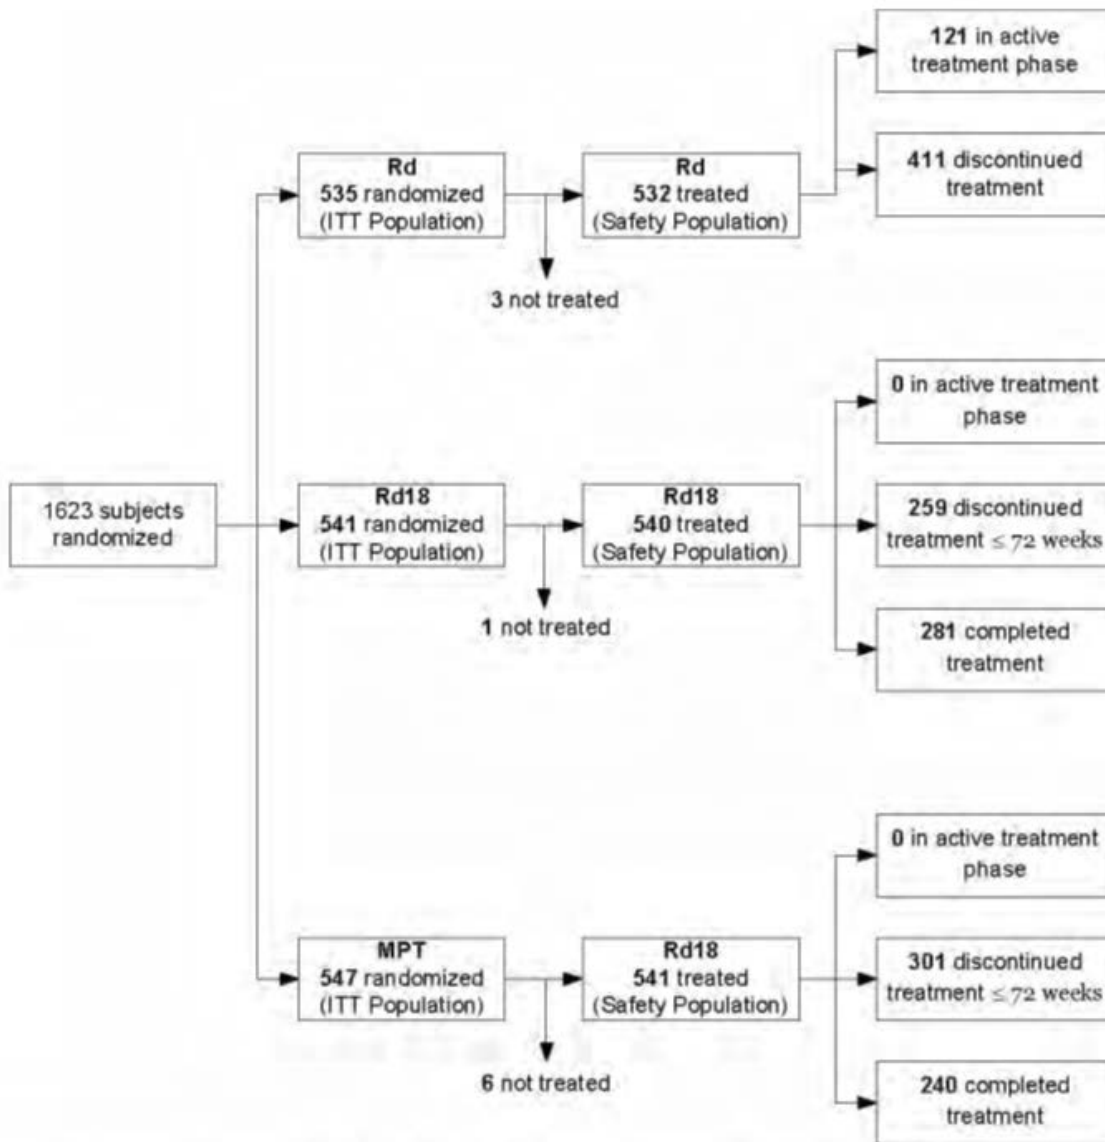 121 in active
treatment phase
Rd
535 randomized
(ITT Population)
Rd
532 treated
(Safety Population)
411 discontinued
treatment
3 not treated
0 in active treatment
phase
1623 subjects
randomized
Rd18
541 randomized
(ITT Population)
Rd18
540 treated
(Safety Population)
259 discontinued
treatment ≤ 72 weeks
1 not treated
281 completed
treatment
0 in active treatment
phase
MPT
547 randomized
(ITT Population)
Rd18
541 treated
(Safety Population)
301 discontinued
treatment ≤ 72 weeks
6 not treated
240 completed
treatment